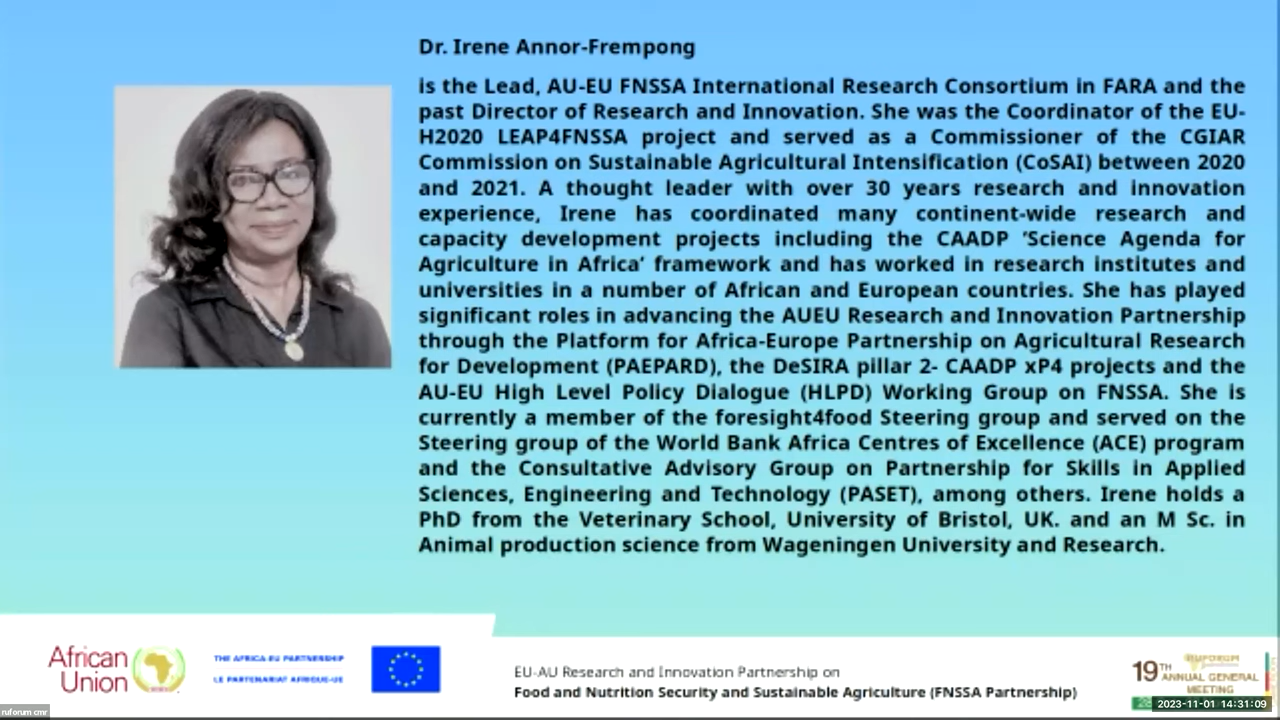 Dr. Irene Annor-Frempong
is the Lead, AU-EU FNSSA International Research Consortium in FARA and the
past Director of Research and Innovation. She was the Coordinator of the EU-
H2020 LEAP4FNSSA project and served as a Commissioner of the CGIAR
Commission on Sustainable Agricultural Intensification (CoSAI) between 2020
and 2021. A thought leader with over 30 years research and innovation
experience, Irene has coordinated many continent-wide research and
capacity development projects including the CAADP ‘Science Agenda for
Agriculture in Africa’ framework and has worked in research institutes and
universities in a number of African and European countries. She has played
significant roles in advancing the AUEU Research and Innovation Partnership
through the Platform for Africa-Europe Partnership on Agricultural Research
for Development (PAEPARD), the DeSIRA pillar 2- CAADP xP4 projects and the
AU-EU High Level Policy Dialogue (HLPD) Working Group on FNSSA. She is
currently a member of the foresight4food Steering group and served on the
Steering group of the World Bank Africa Centres of Excellence (ACE) program
and the Consultative Advisory Group on Partnership for Skills in Applied
Sciences, Engineering and Technology (PASET), among others. Irene holds a
PhD from the Veterinary School, University of Bristol, UK. and an M Sc. in
Animal production science from Wageningen University and Research.
African
Union
THE AFRICA-EU PARTNERSHIP
LE PARTENARIAT AFRIQUE-UE
EU-AU Research and Innovation Partnership on
Food and Nutrition Security and Sustainable Agriculture (FNSSA Partnership)
RUFORUM
19TH ANNUAL GENERAL
MEETING
2023-11-01 14:31:09
ruforum cmr